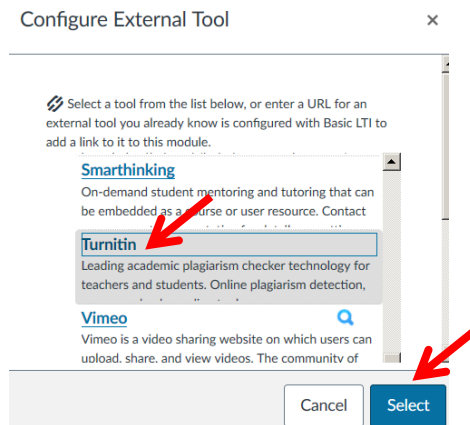 Configure External Tool
×
Select a tool from the list below, or enter a URL for an
external tool you already know is configured with Basic LTI to
add a link to it to this module.
Smarthinking
On-demand student mentoring and tutoring that can
be embedded as a course or user resource. Contact
Turnitin
Leading academic plagiarism checker technology for
teachers and students. Online plagiarism detection,
Vimeo
Vimeo is a video sharing website on which users can
upload, share, and view videos. The community of
Cancel
Select